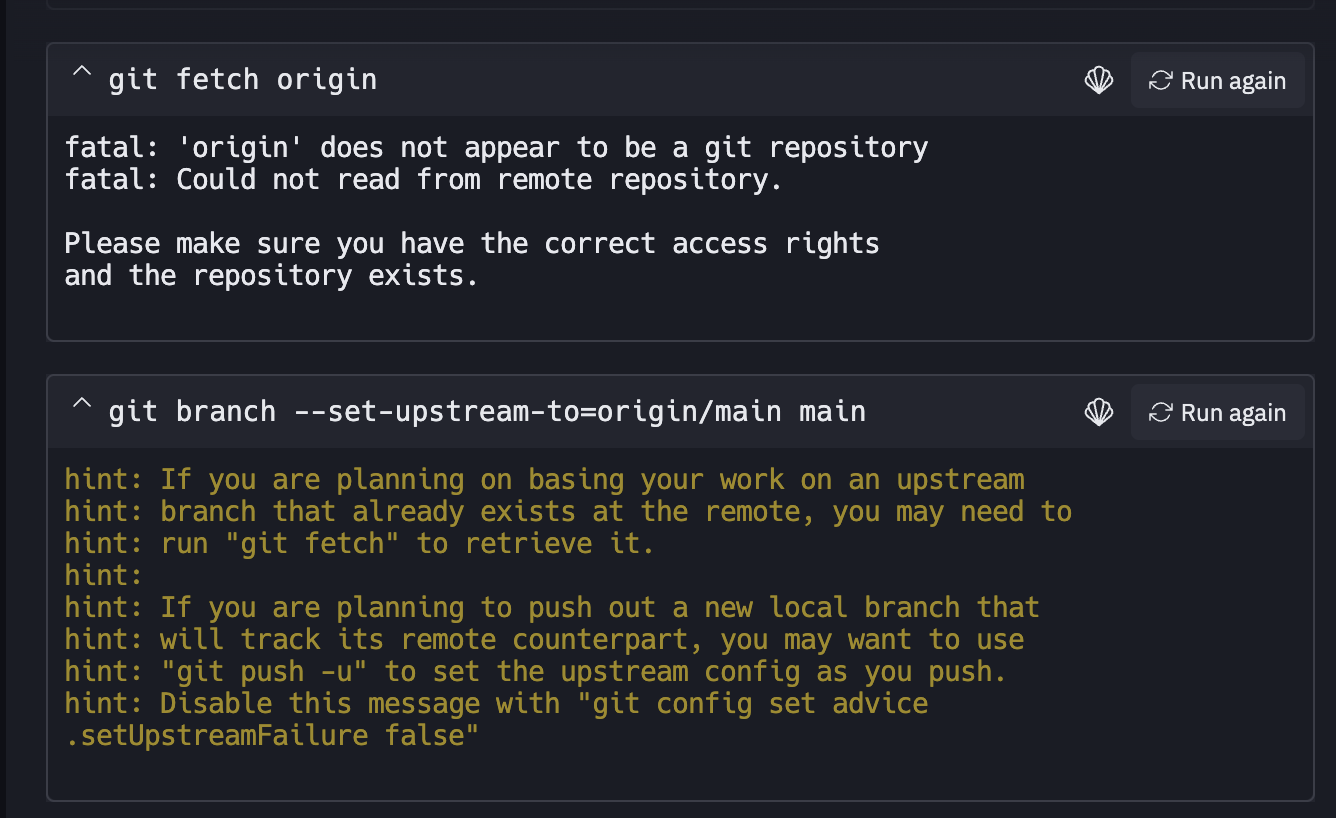 ^ git fetch origin
Run again
fatal: 'origin' does not appear to be a git repository
fatal: Could not read from remote repository.
Please make sure you have the correct access rights
and the repository exists.
^ git branch --set-upstream-to=origin/main main
Run again
hint: If you are planning on basing your work on an upstream
hint: branch that already exists at the remote, you may need to
hint: run "git fetch" to retrieve it.
hint:
hint: If you are planning to push out a new local branch that
hint: will track its remote counterpart, you may want to use
hint: "git push -u" to set the upstream config as you push.
hint: Disable this message with "git config set advice
.setUpstreamFailure false"